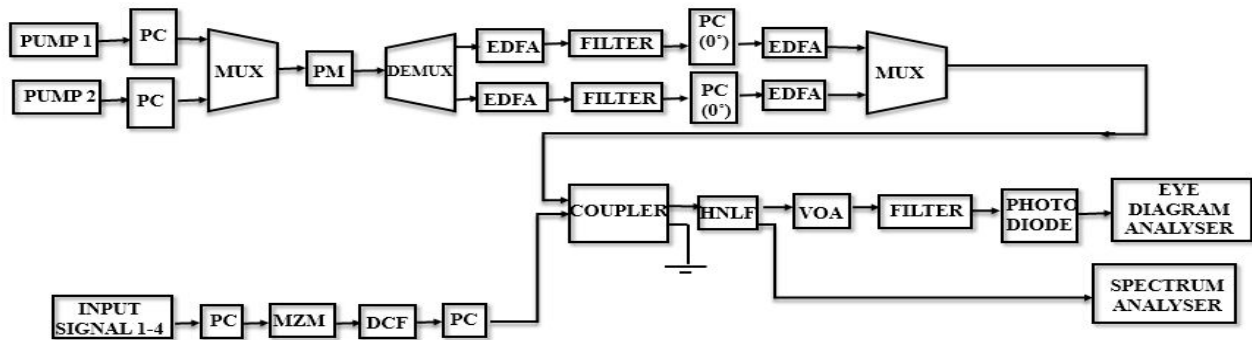 PUMP 1
PC
MUX
PM
DEMUX
EDFA
FILTER
PC
(0°)
EDFA
MUX
PUMP 2
PC
EDFA
FILTER
PC
(0°)
EDFA
COUPLER
HNLF
VOA
FILTER
PHOTO
DIODE
EYE
DIAGRAM
ANALYSER
SPECTRUM
ANALYSER
INPUT
SIGNAL 1-4
PC
MZM
DCF
PC